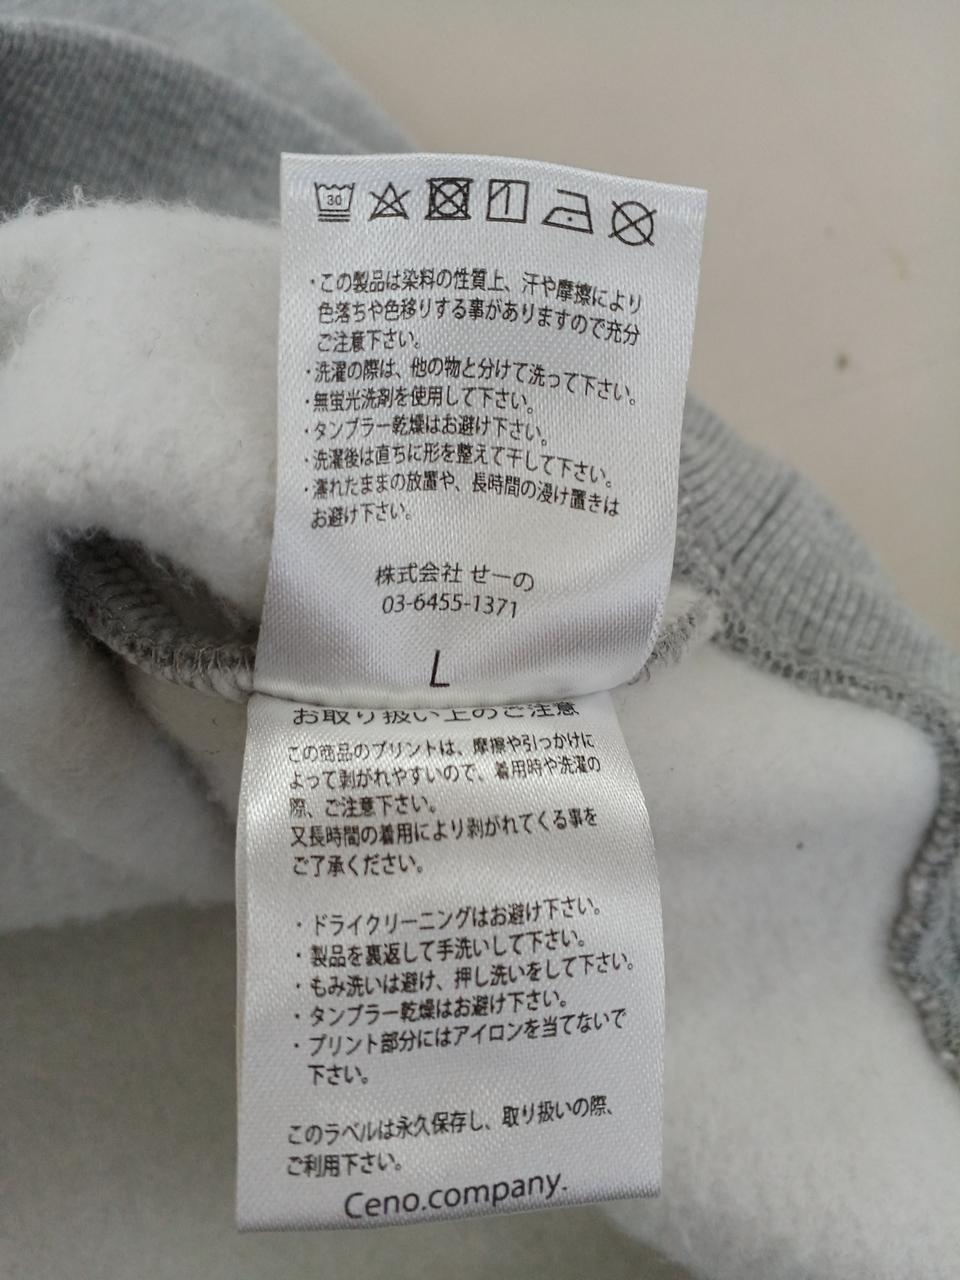 30
・この製品は染料の性質上、汗や摩擦により
色落ちや色移りする事がありますので充分
ご注意下さい。
・洗濯の際は、他の物と分けて洗って下さい。
・無蛍光洗剤を使用して下さい。
・タンブラー乾燥はお避け下さい。
・洗濯後は直ちに形を整えて干して下さい。
・濡れたままの放置や、長時間の浸け置きは
お避け下さい。
株式会社 せーの
03-6455-1371
L
お取り扱い上のご注意
この商品のプリントは、摩擦や引っかけに
よって剥がれやすいので、着用時や洗濯の
際、ご注意下さい。
又長時間の着用により剥がれてくる事を
ご了承ください。
・ドライクリーニングはお避け下さい。
・製品を裏返して手洗いして下さい。
・もみ洗いは避け、押し洗いをして下さい。
・タンブラー乾燥はお避け下さい。
・プリント部分にはアイロンを当てないで
下さい。
このラベルは永久保存し、取り扱いの際、
ご利用下さい。
Ceno.company.